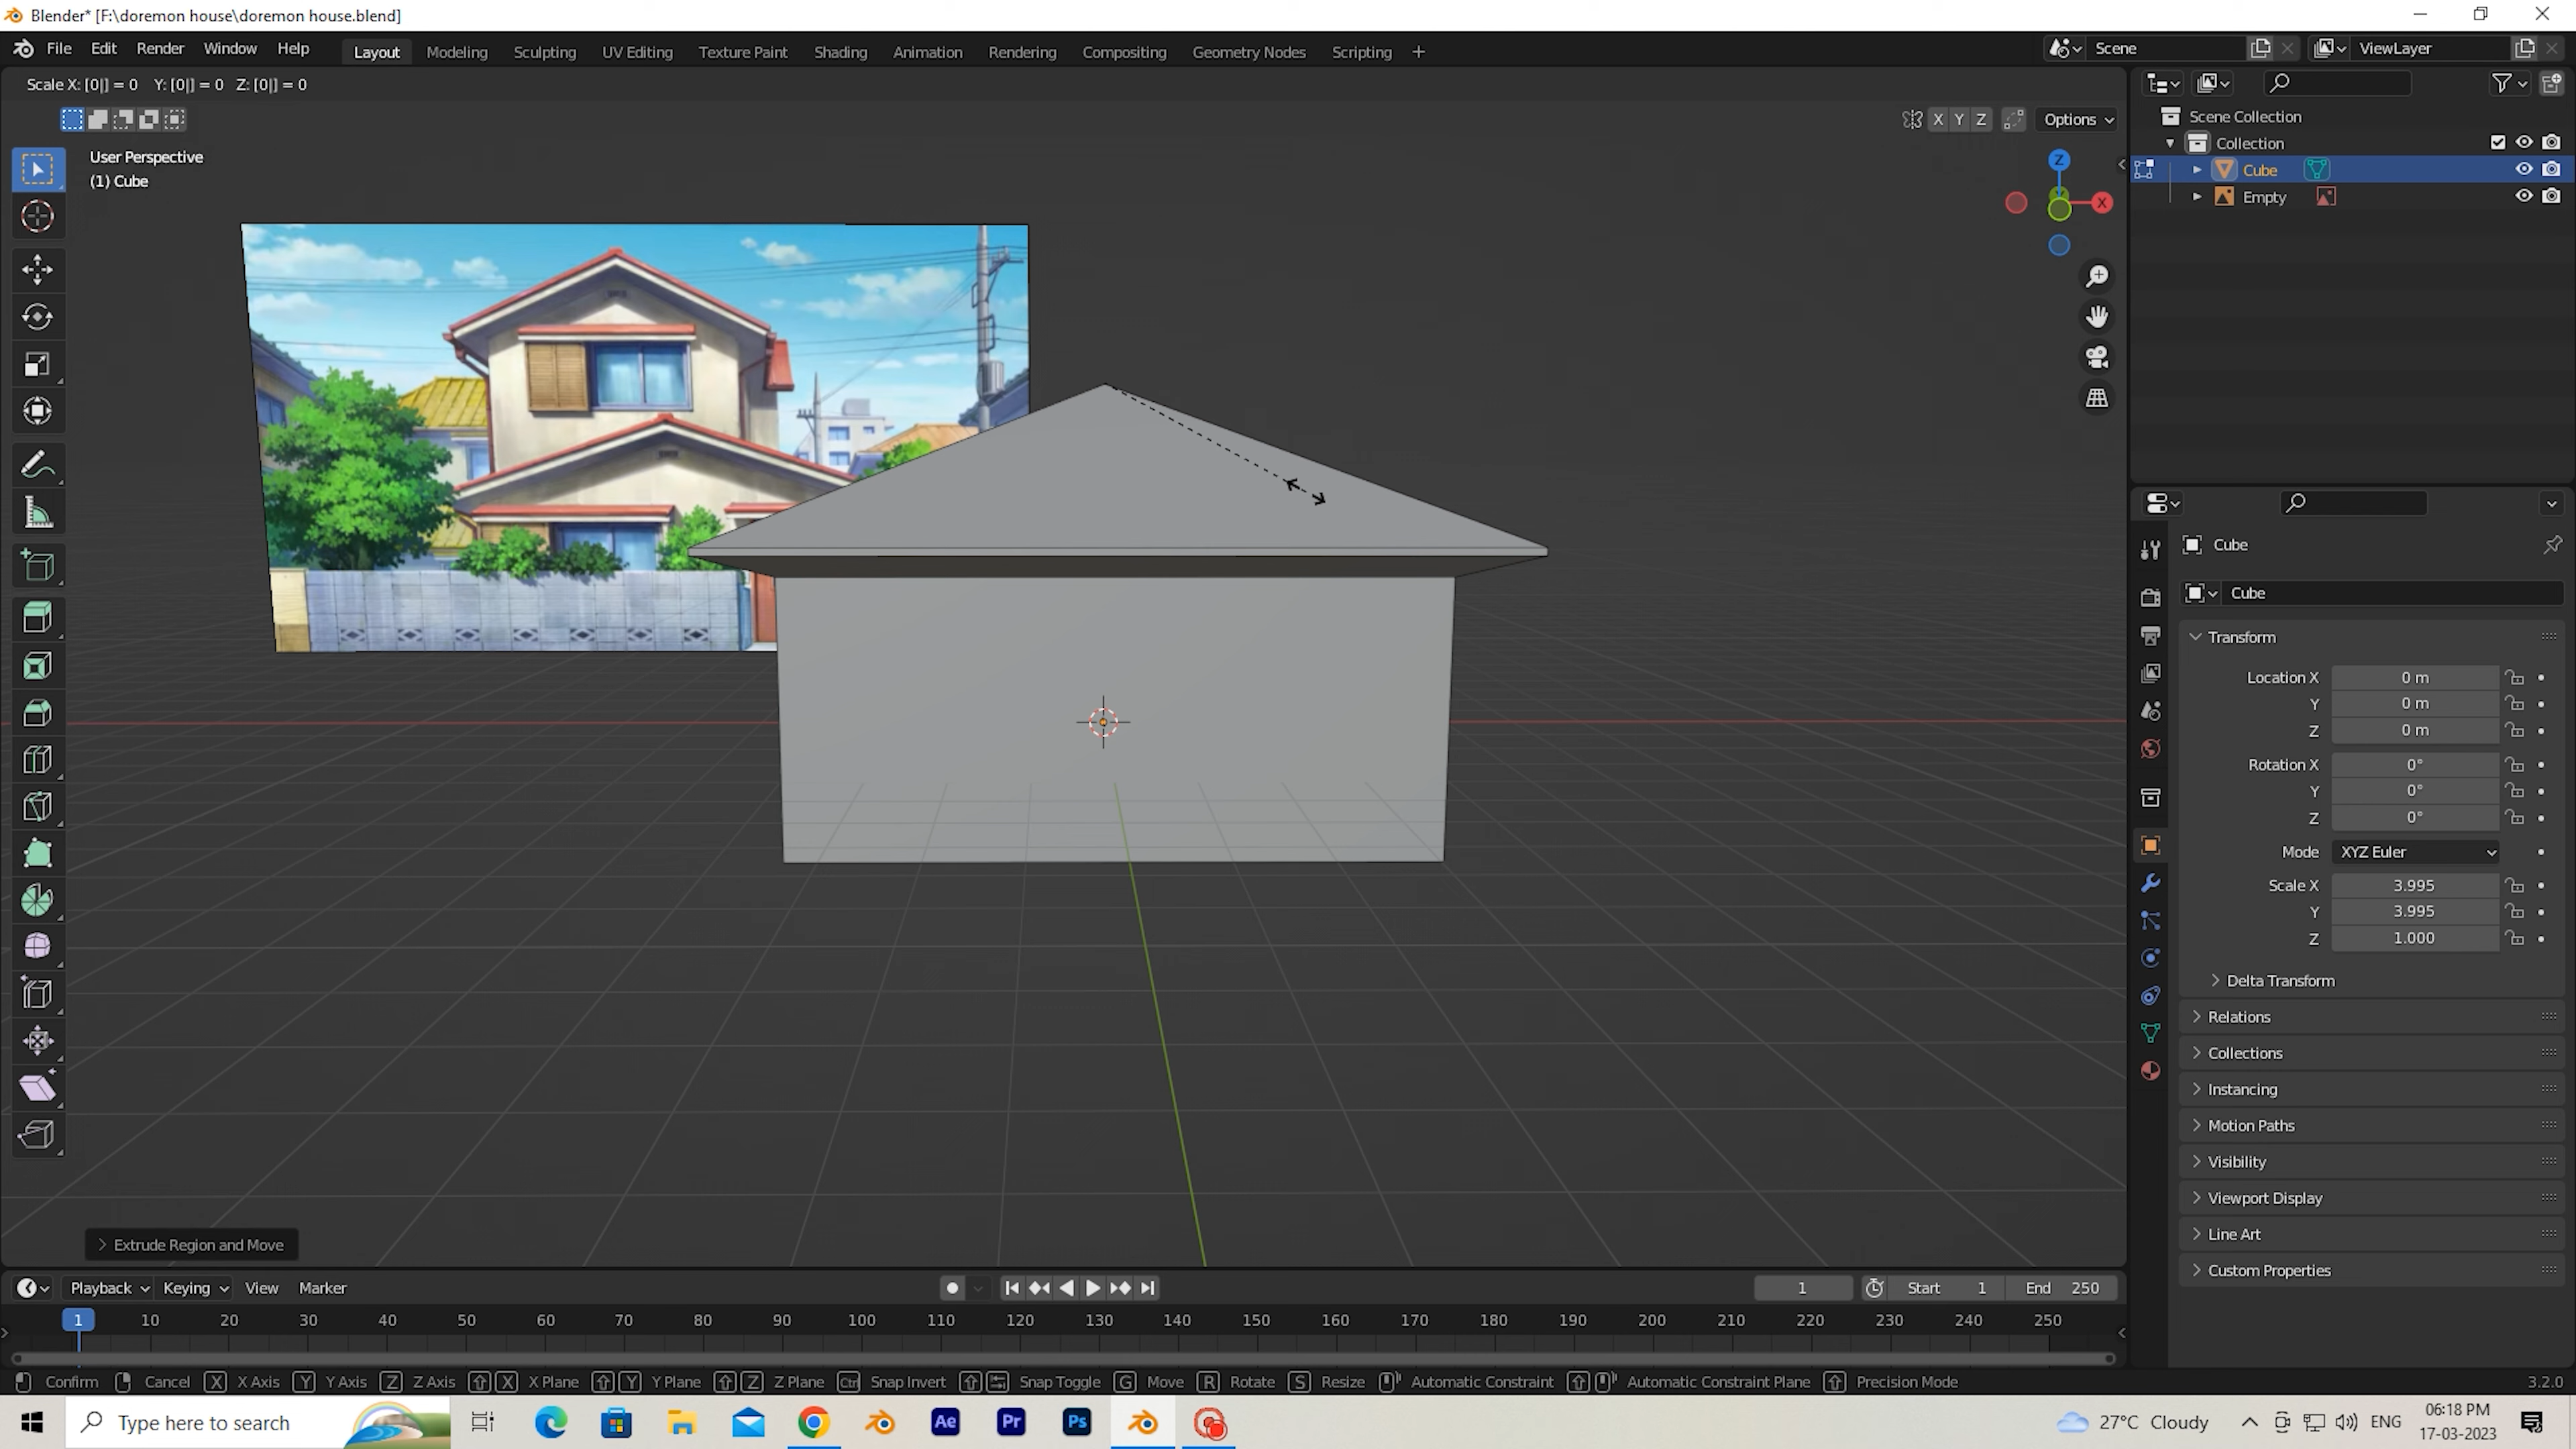 Blender* [F:\doremon house\doremon house.blend]
File Edit Render Window Help Layout Modeling Sculpting UV Editing Texture Paint Shading Animation Rendering Compositing Geometry Nodes Scripting + Scene ViewLayer
Scale X: [0|] = 0 Y: [0|] = 0 Z: [0|] = 0
X Y Z Options
User Perspective
(1) Cube
Z
X
Scene Collection
Collection
Cube
Empty
Cube
Cube
Transform
Location X 0 m
Y 0 m
Z 0 m
Rotation X 0°
Y 0°
Z 0°
Mode XYZ Euler
Scale X 3.995
Y 3.995
Z 1.000
Delta Transform
Relations
Collections
Instancing
Motion Paths
Visibility
Viewport Display
Line Art
Custom Properties
Extrude Region and Move
Playback Keying View Marker 1 Start 1 End 250
1 10 20 30 40 50 60 70 80 90 100 110 120 130 140 150 160 170 180 190 200 210 220 230 240 250
Confirm Cancel X X Axis Y Y Axis Z Z Axis X X Plane Y Y Plane Z Z Plane Ctrl Snap Invert Snap Toggle G Move R Rotate S Resize Automatic Constraint Automatic Constraint Plane Precision Mode 3.2.0
Type here to search Ae Pr Ps 27°C Cloudy ENG 06:18 PM
17-03-2023